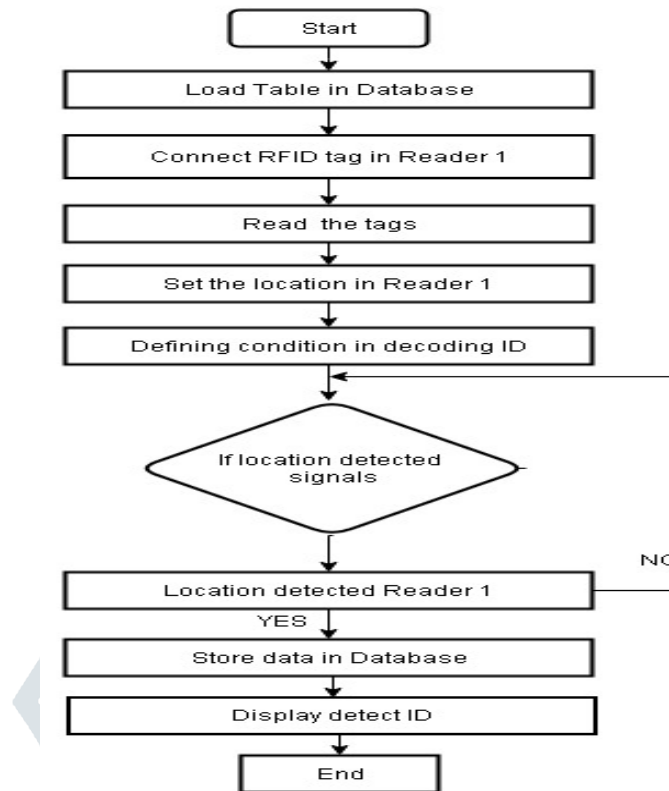 Start
Load Table in Database
Connect RFID tag in Reader 1
Read the tags
Set the location in Reader 1
Defining condition in decoding ID
If location detected
signals
NO
Location detected Reader 1
YES
Store data in Database
Display detect ID
End